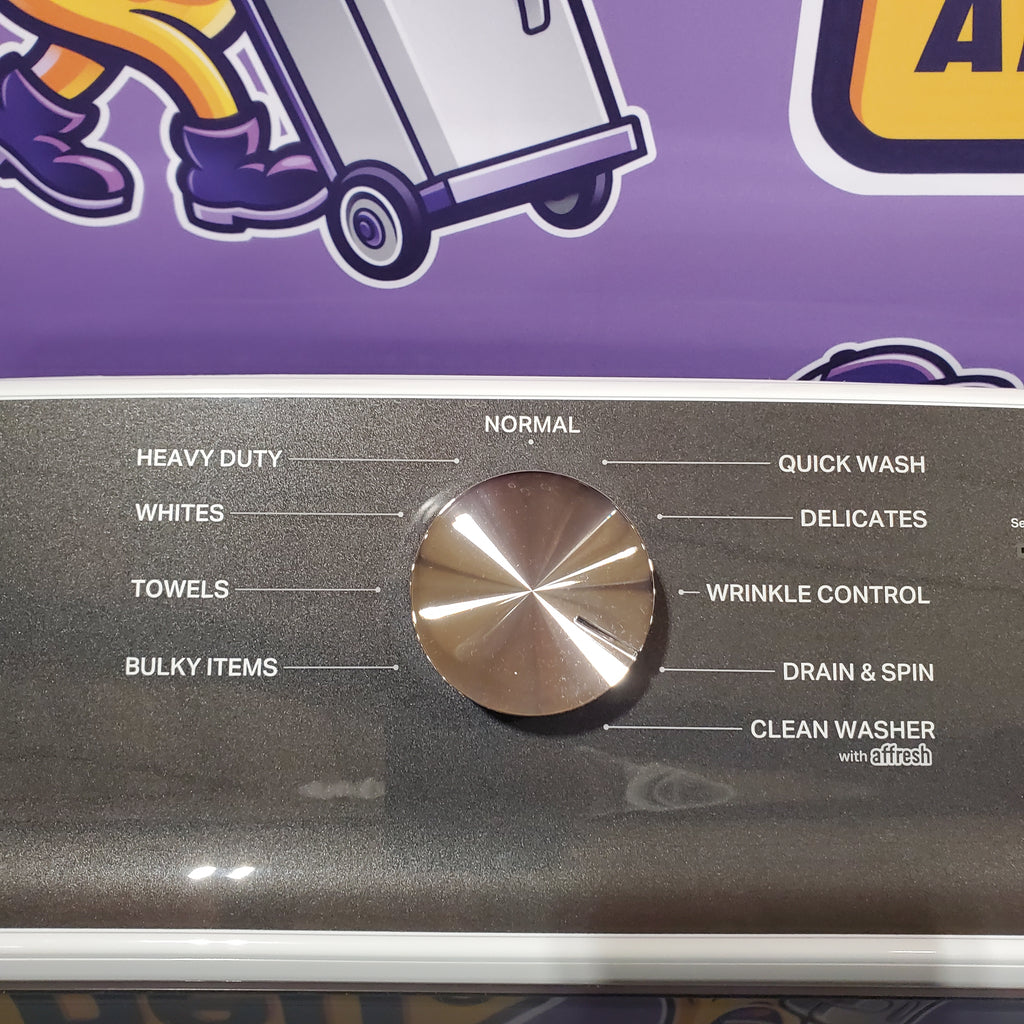 NORMAL
HEAVY DUTY
QUICK WASH
WHITES
DELICATES
TOWELS
WRINKLE CONTROL
BULKY ITEMS
DRAIN & SPIN
CLEAN WASHER
with affresh